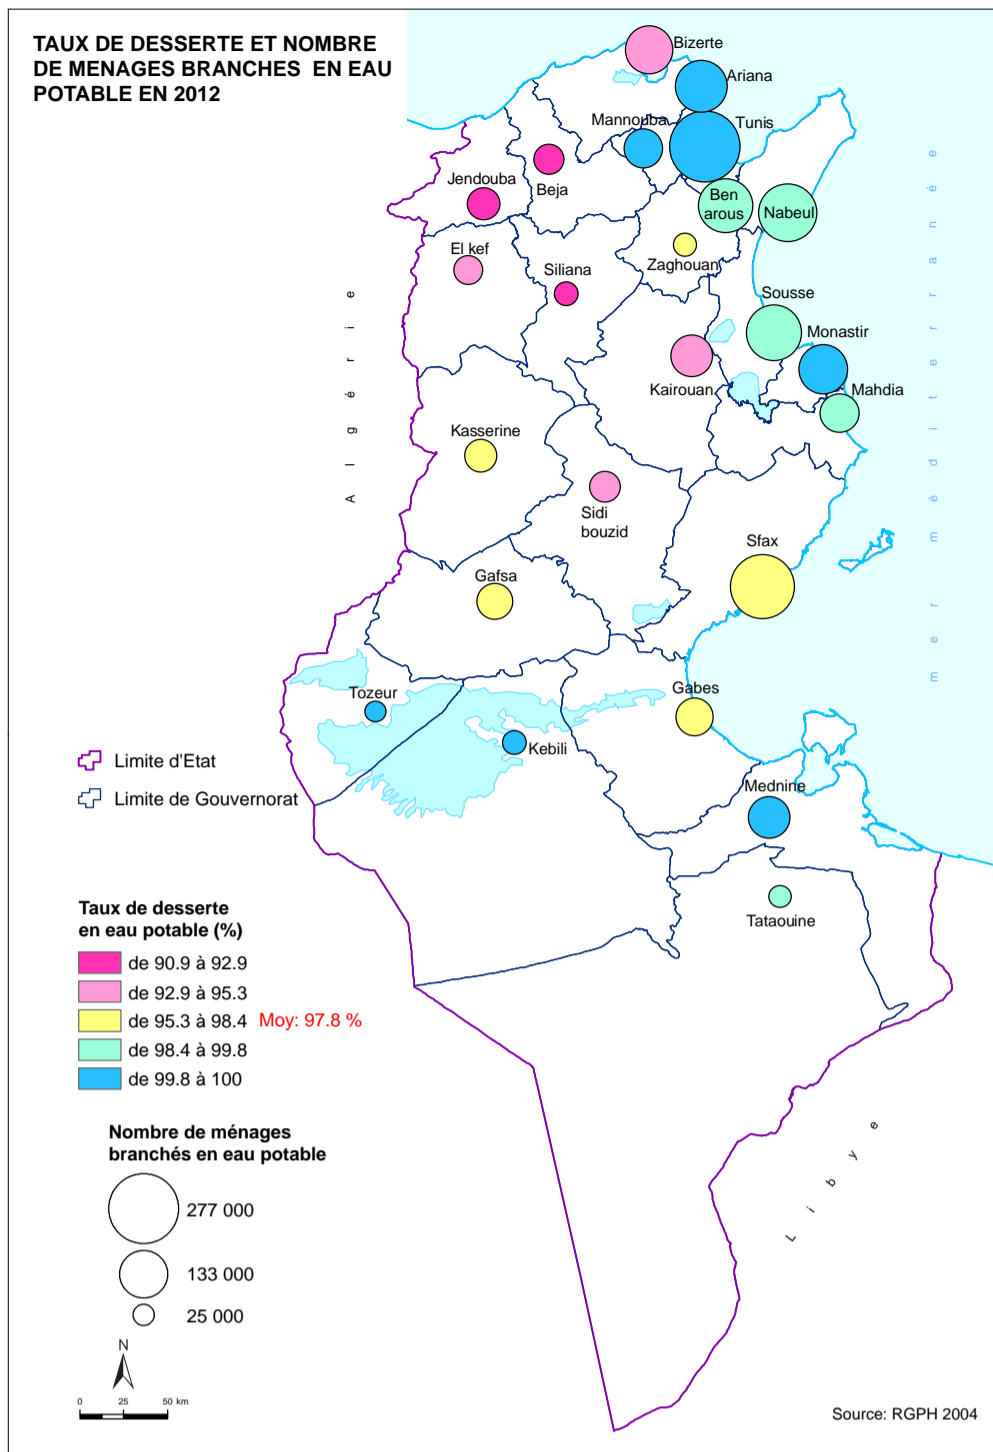 TAUX DE DESSERTE ET NOMBRE
DE MENAGES BRANCHES EN EAU
POTABLE EN 2012
Bizerte
Ariana
Mannouba
Tunis
Jendouba
Beja
Ben
arous
Nabeul
El kef
Siliana
Zaghouan
Sousse
Monastir
Kairouan
Mahdia
Kasserine
Sidi
bouzid
Sfax
Gafsa
Tozeur
Gabes
Kebili
Mednine
Tataouine
Algérie
mer méditerranée
Libye
Limite d'Etat
Limite de Gouvernorat
Taux de desserte
en eau potable (%)
de 90.9 à 92.9
de 92.9 à 95.3
de 95.3 à 98.4 Moy: 97.8 %
de 98.4 à 99.8
de 99.8 à 100
Nombre de ménages
branchés en eau potable
277 000
133 000
25 000
N
0 25 50 km
Source: RGPH 2004